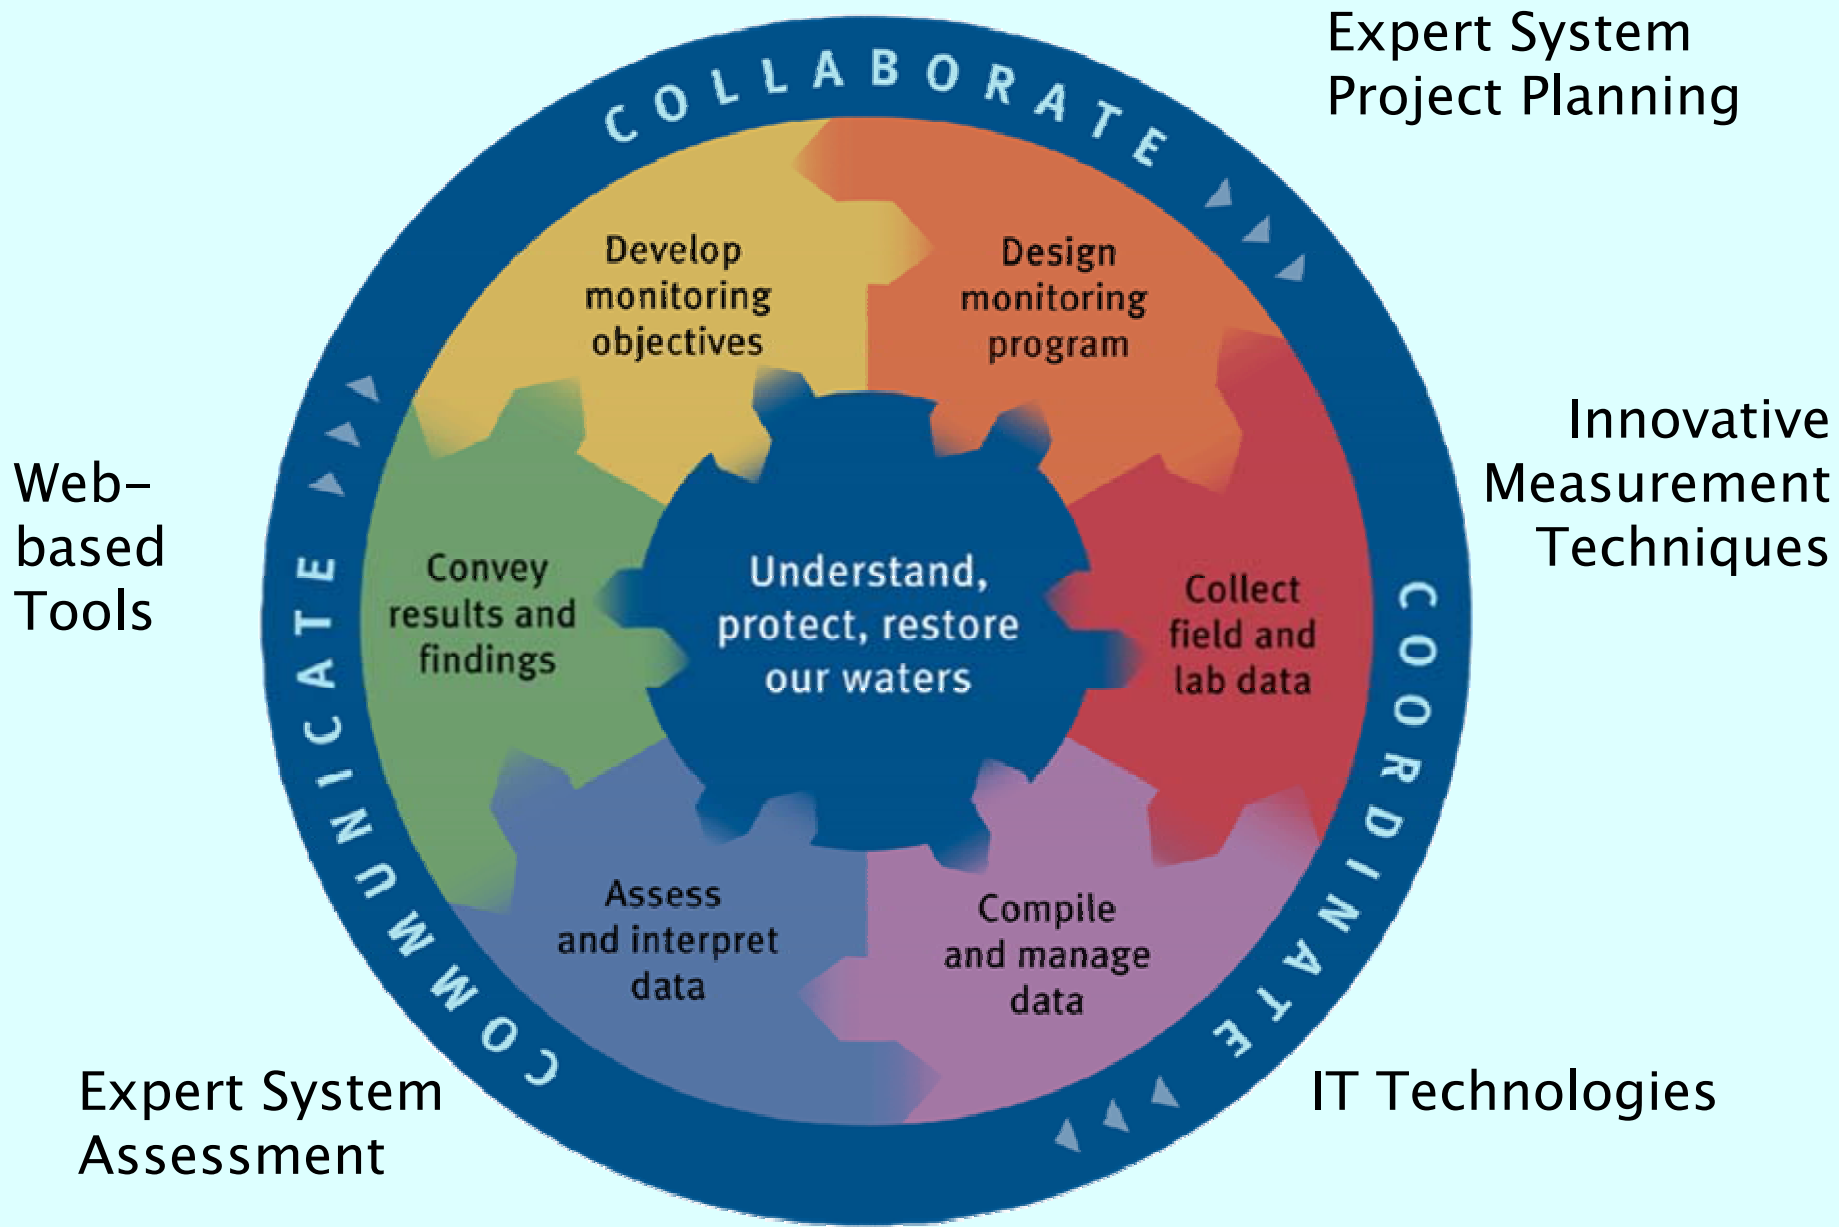 Expert System
Project Planning
COLLABORATE
Develop
monitoring
objectives
Design
monitoring
program
Innovative
Measurement
Techniques
Web-
based
Tools
Convey
results and
findings
Understand,
protect, restore
our waters
Collect
field and
lab data
COORDINATE
COMMUNICATE
Assess
and interpret
data
Compile
and manage
data
Expert System
Assessment
IT Technologies